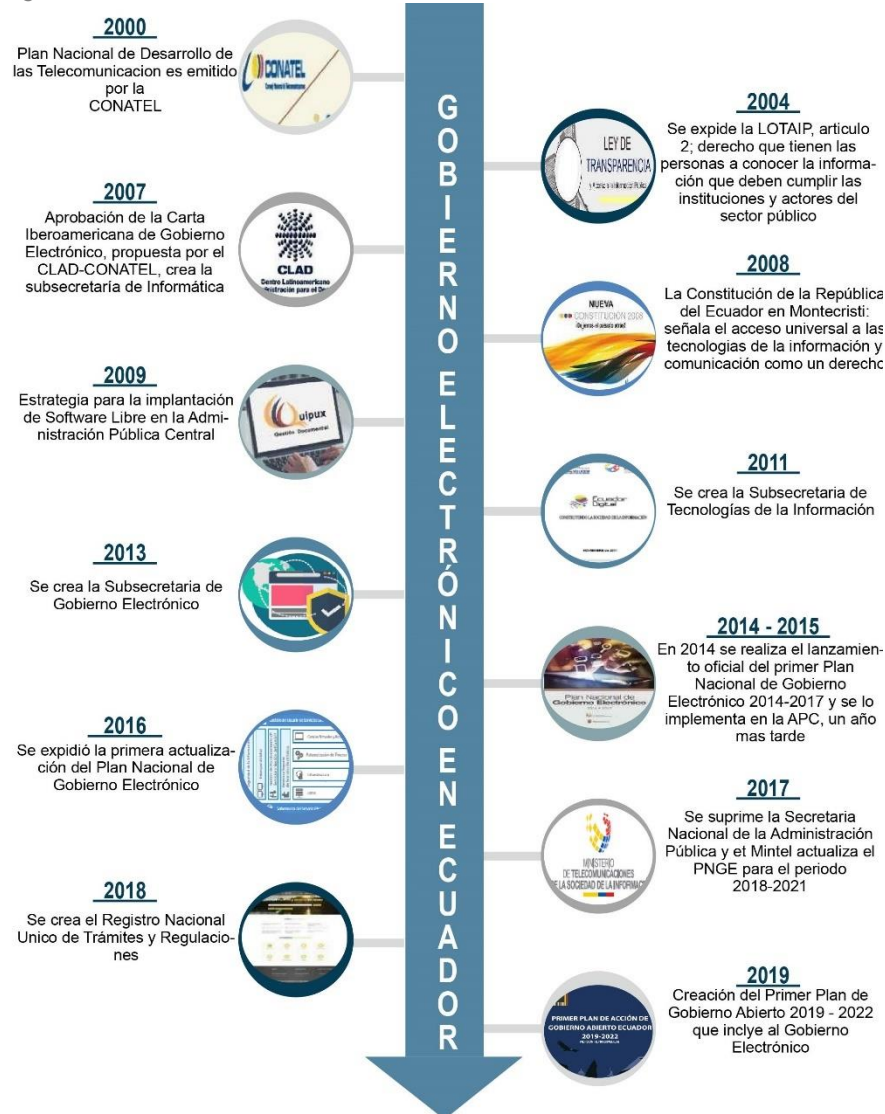 2000
Plan Nacional de Desarrollo de
las Telecomunicacion es emitido
por la
CONATEL
CONATEL
GOBIERNO ELECTRÓNICO EN ECUADOR
2004
Se expide la LOTAIP, articulo
2; derecho que tienen las
personas a conocer la informa-
ción que deben cumplir las
instituciones y actores del
sector público
LEY DE
TRANSPARENCIA
2007
Aprobación de la Carta
Iberoamericana de Gobierno
Electrónico, propuesta por el
CLAD-CONATEL, crea la
subsecretaría de Informática
CLAD
Centro Latinoamericano
2008
La Constitución de la República
del Ecuador en Montecristi:
señala el acceso universal a las
tecnologias de la información y
comunicación como un derecho
NUEVA
CONSTITUCIÓN 2008
2009
Estrategia para la implantación
de Software Libre en la Admi-
nistración Pública Central
Quipux
Gestión Documental
2011
Se crea la Subsecretaria de
Tecnologías de la Información
Ecuador
Digital
2013
Se crea la Subsecretaria de
Gobierno Electrónico
2014 - 2015
En 2014 se realiza el lanzamien-
to oficial del primer Plan
Nacional de Gobierno
Electrónico 2014-2017 y se lo
implementa en la APC, un año
mas tarde
Plan Nacional de
Gobierno Electrónico
2016
Se expidió la primera actualiza-
ción del Plan Nacional de
Gobierno Electrónico
2017
Se suprime la Secretaria
Nacional de la Administración
Pública y et Mintel actualiza el
PNGE para el periodo
2018-2021
MINISTERIO
DE TELECOMUNICACIONES
2018
Se crea el Registro Nacional
Unico de Trámites y Regulacio-
nes
2019
Creación del Primer Plan de
Gobierno Abierto 2019 - 2022
que inclye al Gobierno
Electrónico
PRIMER PLAN DE ACCIÓN DE
GOBIERNO ABIERTO ECUADOR
2019-2022